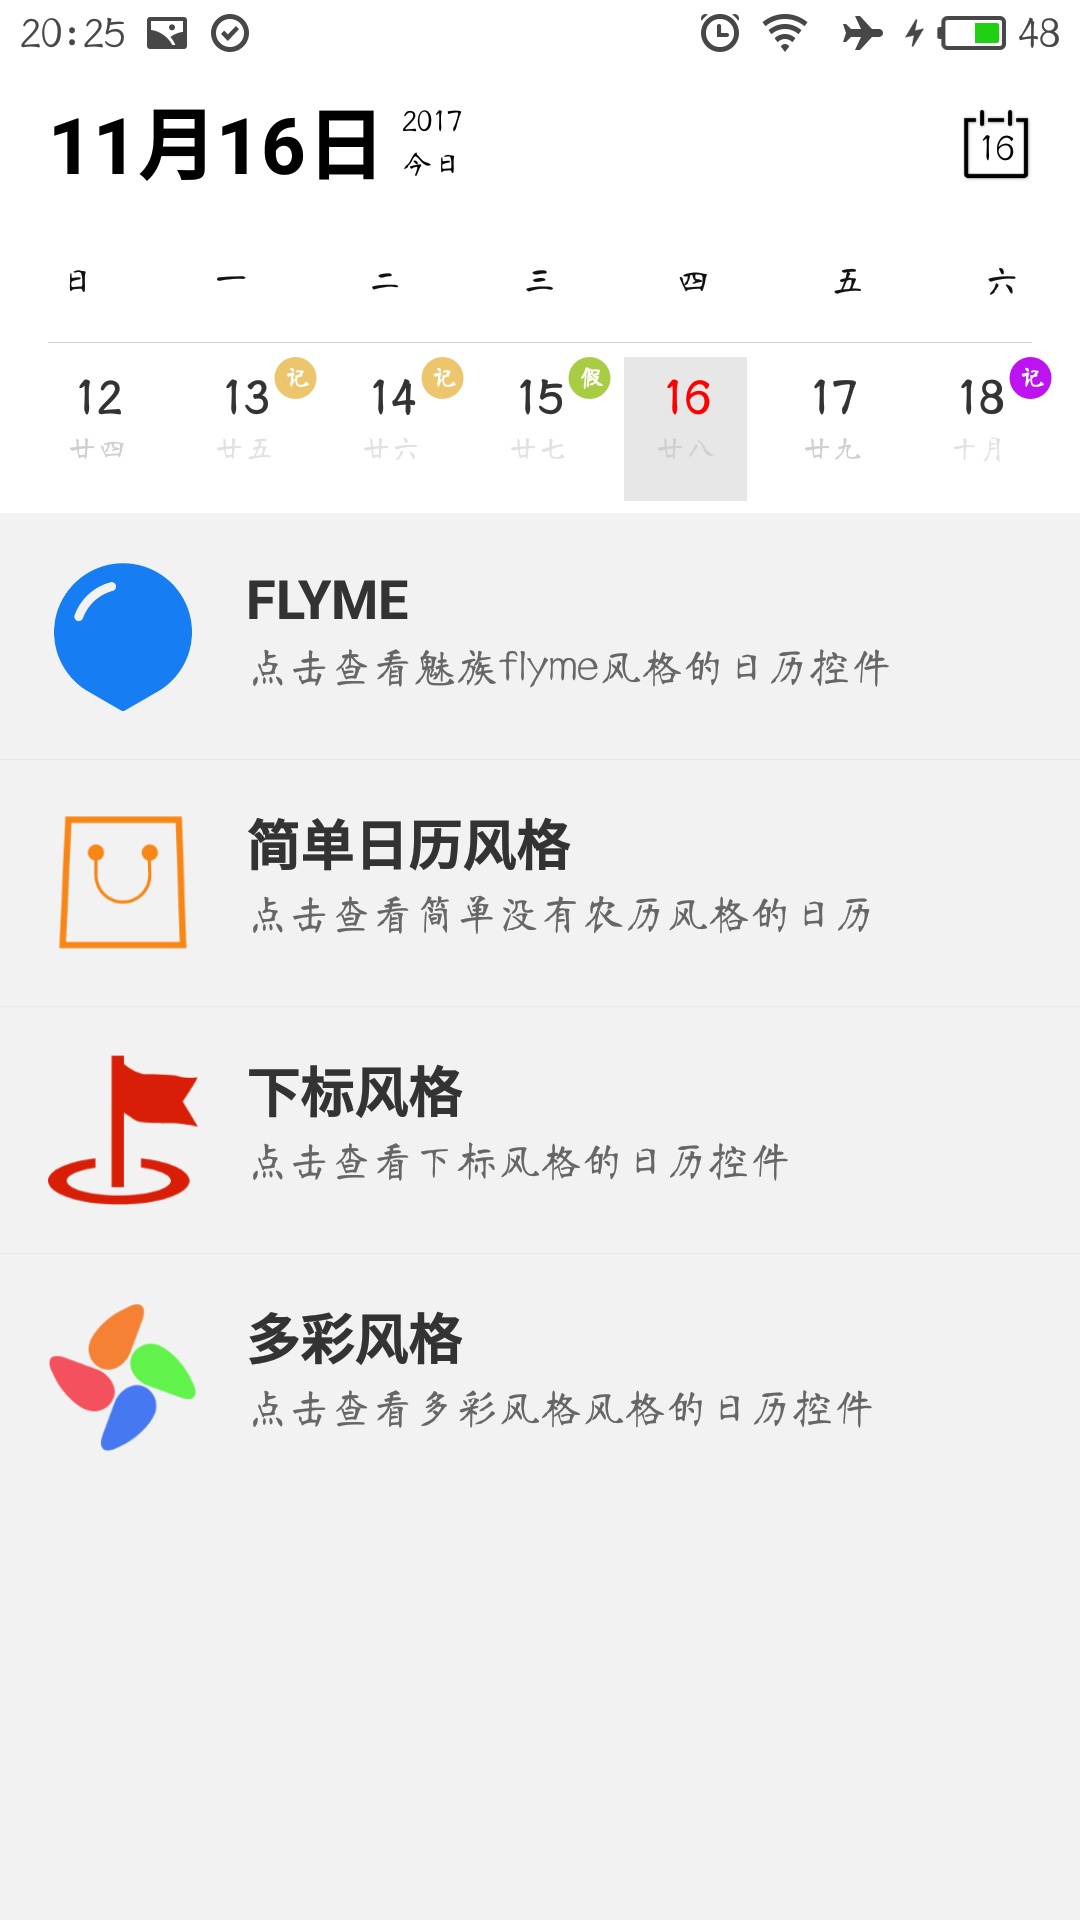 20:25 48
11月16日 2017
今日
16
日 一 二 三 四 五 六
12 13 记 14 记 15 假 16 17 18 记
廿四 廿五 廿六 廿七 廿八 廿九 十月
FLYME
点击查看魅族flyme风格的日历控件
简单日历风格
点击查看简单没有农历风格的日历
下标风格
点击查看下标风格的日历控件
多彩风格
点击查看多彩风格风格的日历控件